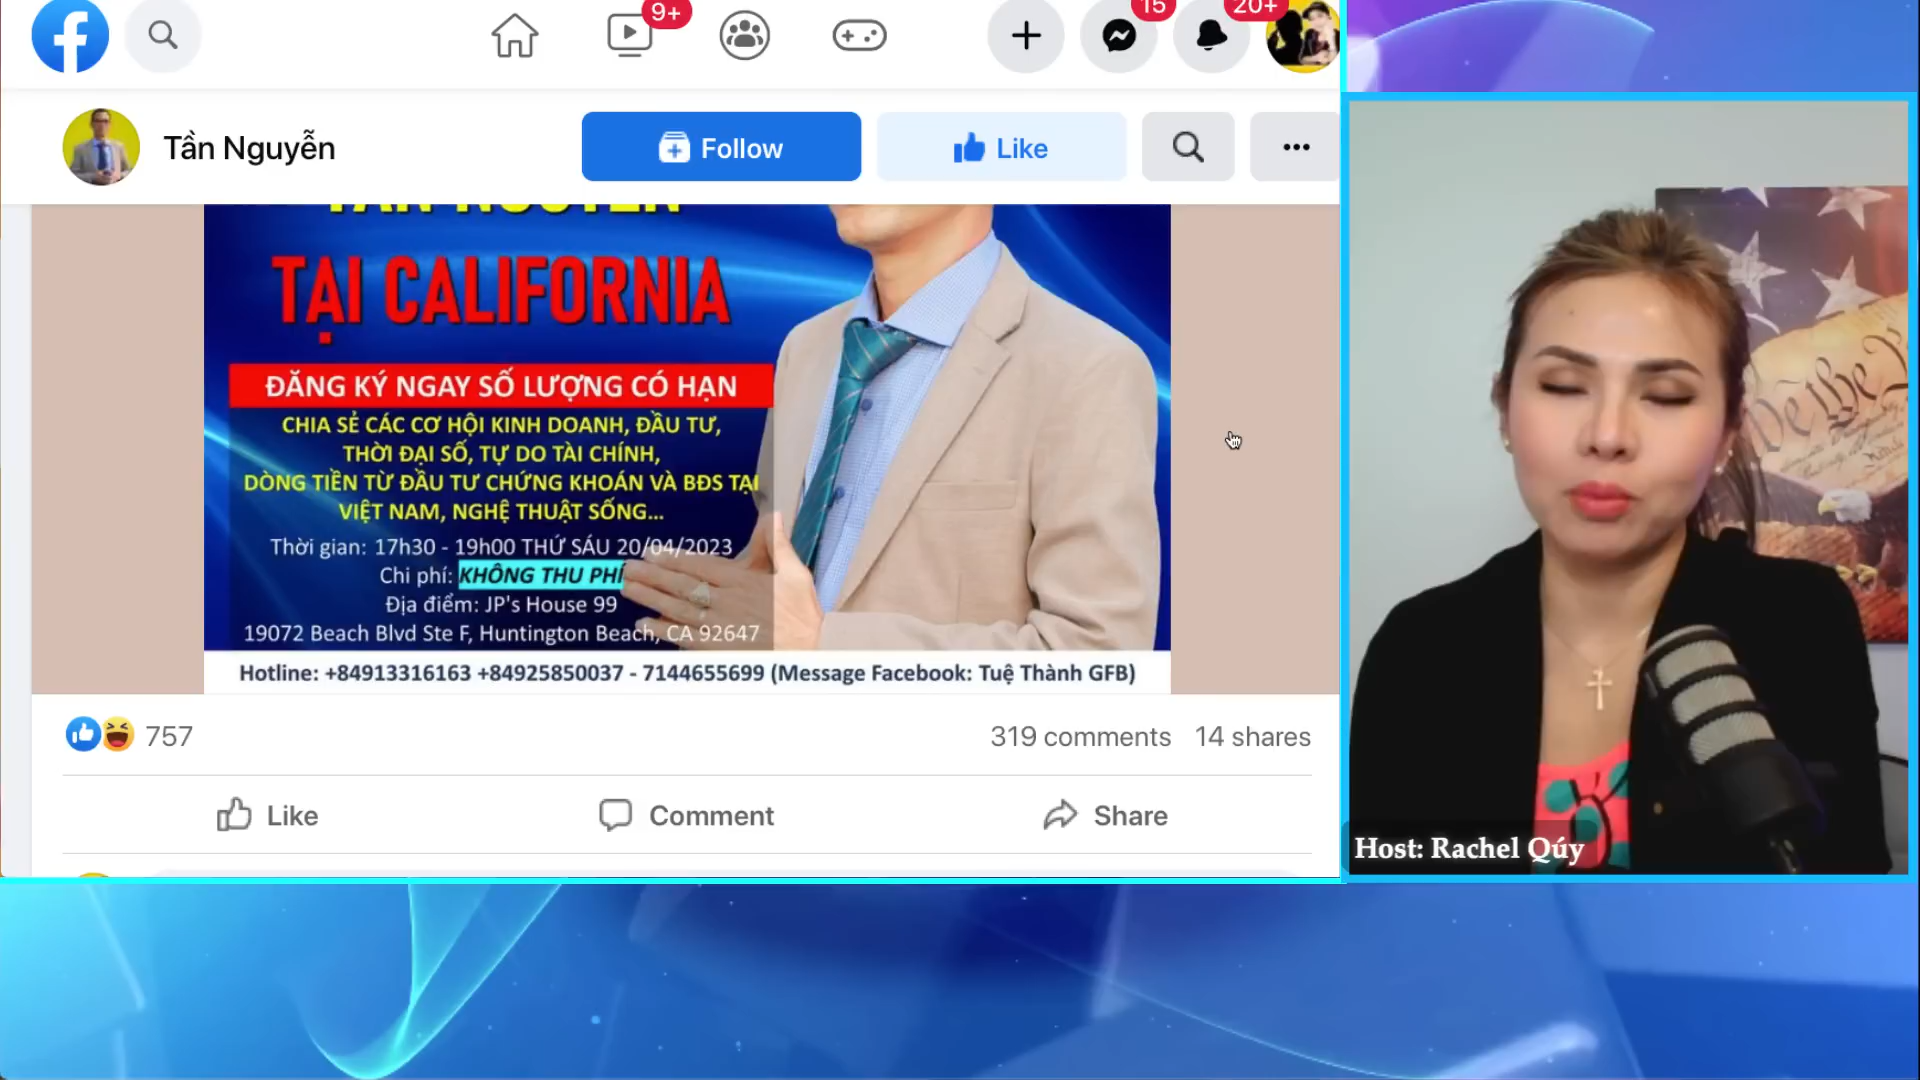 9+
15
20+
Tần Nguyễn
Follow
Like
TẦN NGUYỄN
TẠI CALIFORNIA
ĐĂNG KÝ NGAY SỐ LƯỢNG CÓ HẠN
CHIA SẺ CÁC CƠ HỘI KINH DOANH, ĐẦU TƯ,
THỜI ĐẠI SỐ, TỰ DO TÀI CHÍNH,
DÒNG TIỀN TỪ ĐẦU TƯ CHỨNG KHOÁN VÀ BĐS TẠI
VIỆT NAM, NGHỆ THUẬT SỐNG...
Thời gian: 17h30 - 19h00 THỨ SÁU 20/04/2023
Chi phí: KHÔNG THU PHÍ
Địa điểm: JP's House 99
19072 Beach Blvd Ste F, Huntington Beach, CA 92647
Hotline: +84913316163 +84925850037 - 7144655699 (Message Facebook: Tuệ Thành GFB)
757
319 comments 14 shares
Like
Comment
Share
We the
Host: Rachel Qúy